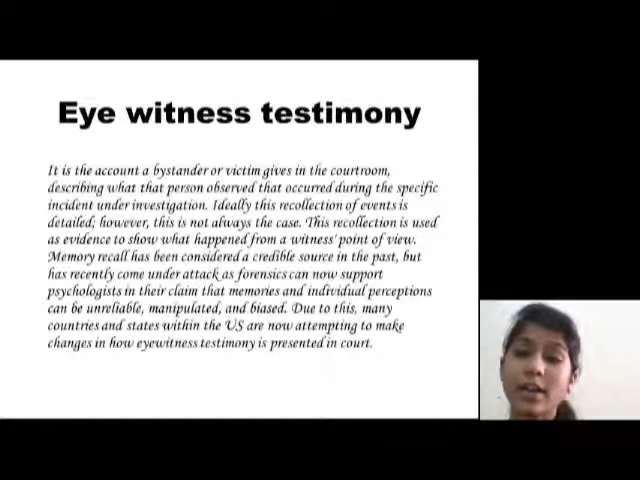 Eye witness testimony
It is the account a bystander or victim gives in the courtroom,
describing what that person observed that occurred during the specific
incident under investigation. Ideally this recollection of events is
detailed; however, this is not always the case. This recollection is used
as evidence to show what happened from a witness' point of view.
Memory recall has been considered a credible source in the past, but
has recently come under attack as forensics can now support
psychologists in their claim that memories and individual perceptions
can be unreliable, manipulated, and biased. Due to this, many
countries and states within the US are now attempting to make
changes in how eyewitness testimony is presented in court.